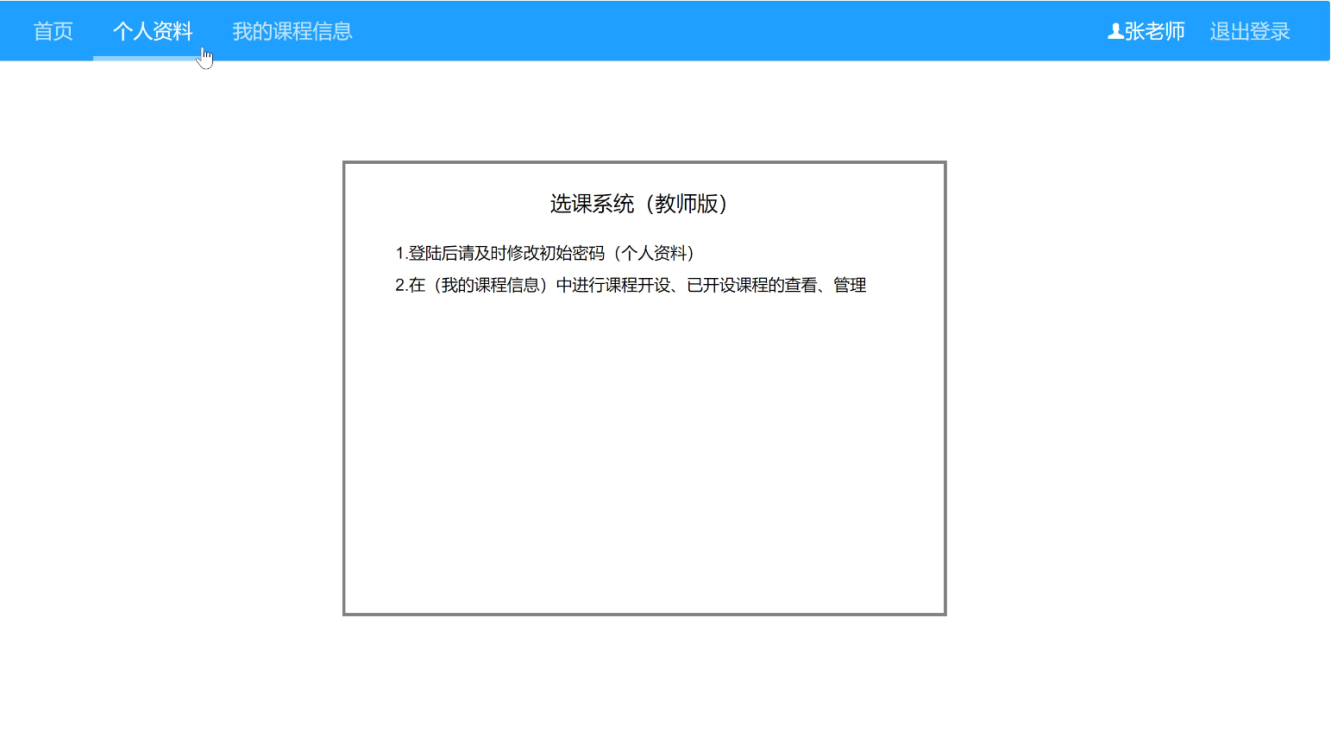 首页 个人资料 我的课程信息 张老师 退出登录
选课系统（教师版）
1.登陆后请及时修改初始密码（个人资料）
2.在（我的课程信息）中进行课程开设、已开设课程的查看、管理